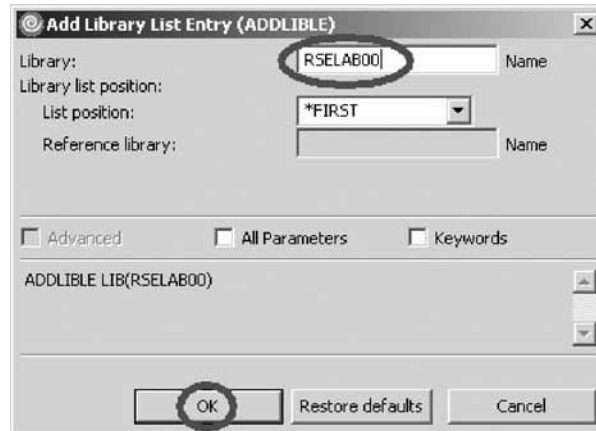 Add Library List Entry (ADDLIBLE)
Library: RSELAB00 Name
Library list position:
List position: *FIRST
Reference library: Name
Advanced All Parameters Keywords
ADDLIBLE LIB(RSELAB00)
OK Restore defaults Cancel